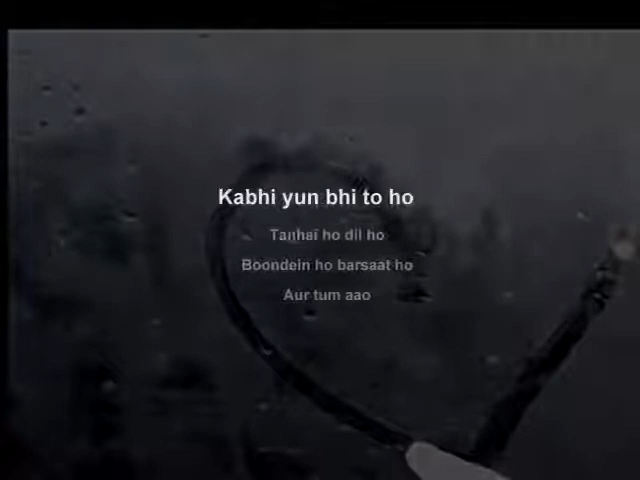 Kabhi yun bhi to ho
Tanhai ho dil ho
Boondein ho barsaat ho
Aur tum aao